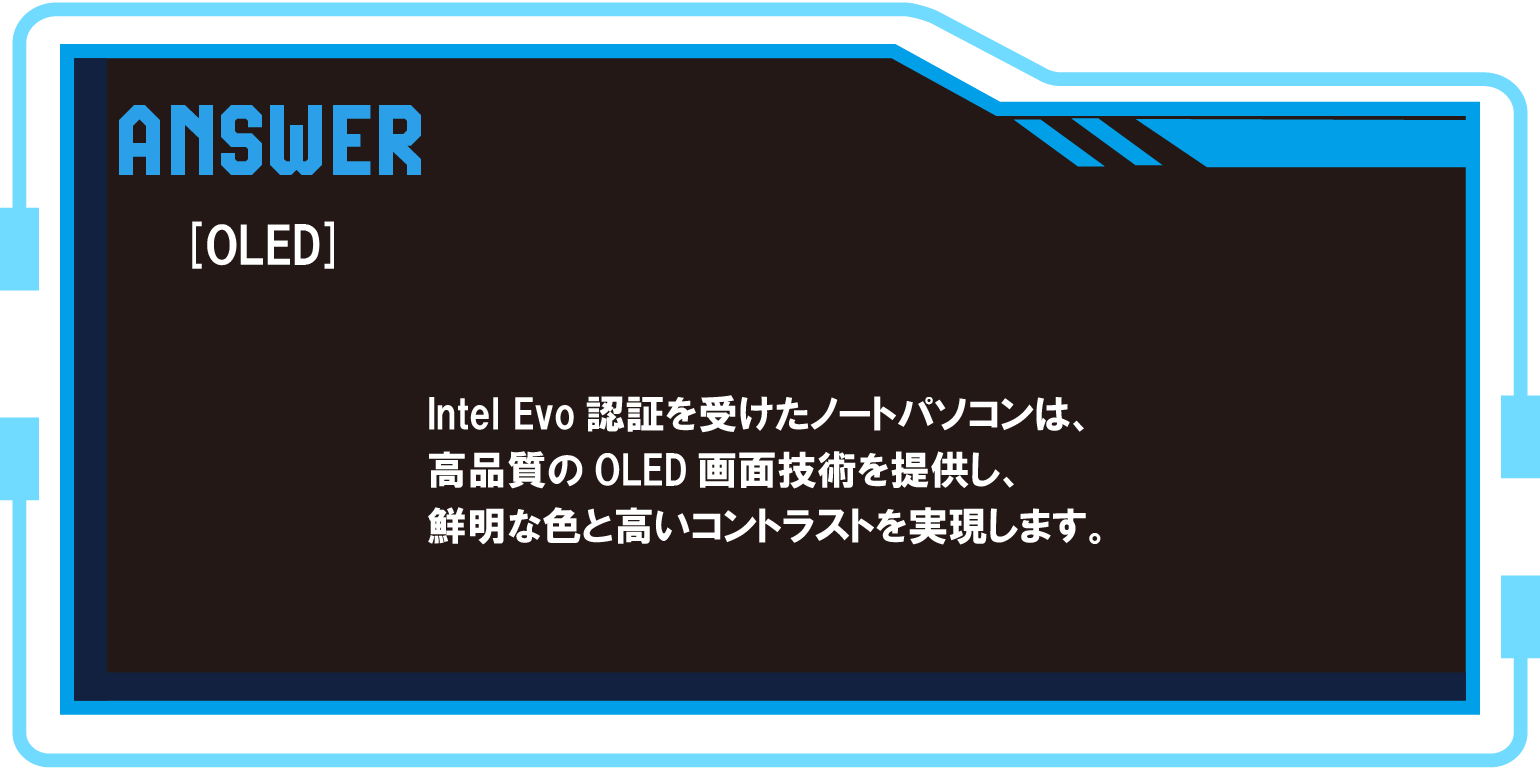 ANSWER
[OLED]
Intel Evo 認証を受けたノートパソコンは、
高品質の OLED 画面技術を提供し、
鮮明な色と高いコントラストを実現します。